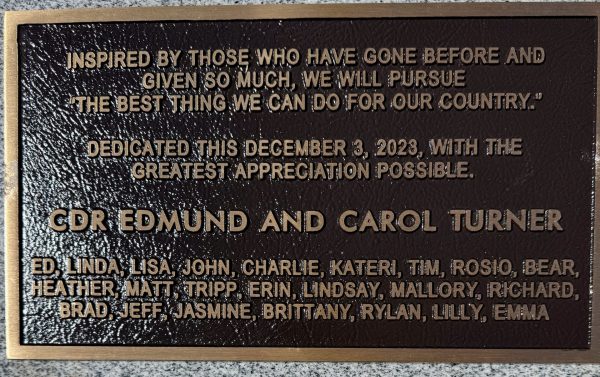 INSPIRED BY THOSE WHO HAVE GONE BEFORE AND
GIVEN SO MUCH, WE WILL PURSUE
"THE BEST THING WE CAN DO FOR OUR COUNTRY."
DEDICATED THIS DECEMBER 3, 2023, WITH THE
GREATEST APPRECIATION POSSIBLE.
CDR EDMUND AND CAROL TURNER
ED, LINDA, LISA, JOHN, CHARLIE, KATERI, TIM, ROSIO, BEAR,
HEATHER, MATT, TRIPP, ERIN, LINDSAY, MALLORY, RICHARD,
BRAD, JEFF, JASMINE, BRITTANY, RYLAN, LILLY, EMMA